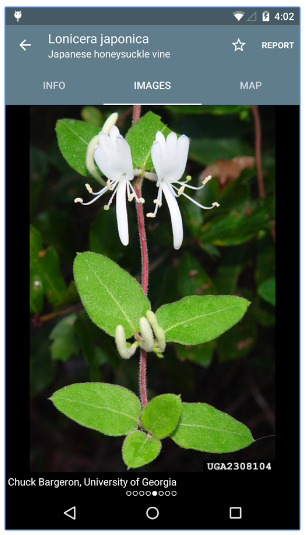 4:02
Lonicera japonica
Japanese honeysuckle vine
REPORT
INFO IMAGES MAP
UGA2308104
Chuck Bargeron, University of Georgia